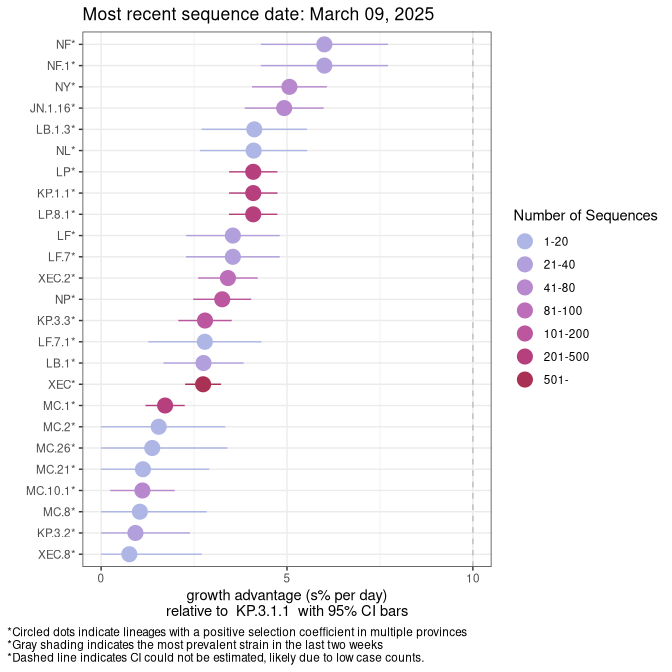 Most recent sequence date: March 09, 2025
NF*
NF.1*
NY*
JN.1.16*
LB.1.3*
NL*
LP*
KP.1.1*
LP.8.1*
LF*
LF.7*
XEC.2*
NP*
KP.3.3*
LF.7.1*
LB.1*
XEC*
MC.1*
MC.2*
MC.26*
MC.21*
MC.10.1*
MC.8*
KP.3.2*
XEC.8*
0 5 10
growth advantage (s% per day)
relative to KP.3.1.1 with 95% CI bars
Number of Sequences
1-20
21-40
41-80
81-100
101-200
201-500
501-
*Circled dots indicate lineages with a positive selection coefficient in multiple provinces
*Gray shading indicates the most prevalent strain in the last two weeks
*Dashed line indicates CI could not be estimated, likely due to low case counts.